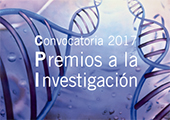 Convocatoria 2017
Premios a la
Investigación